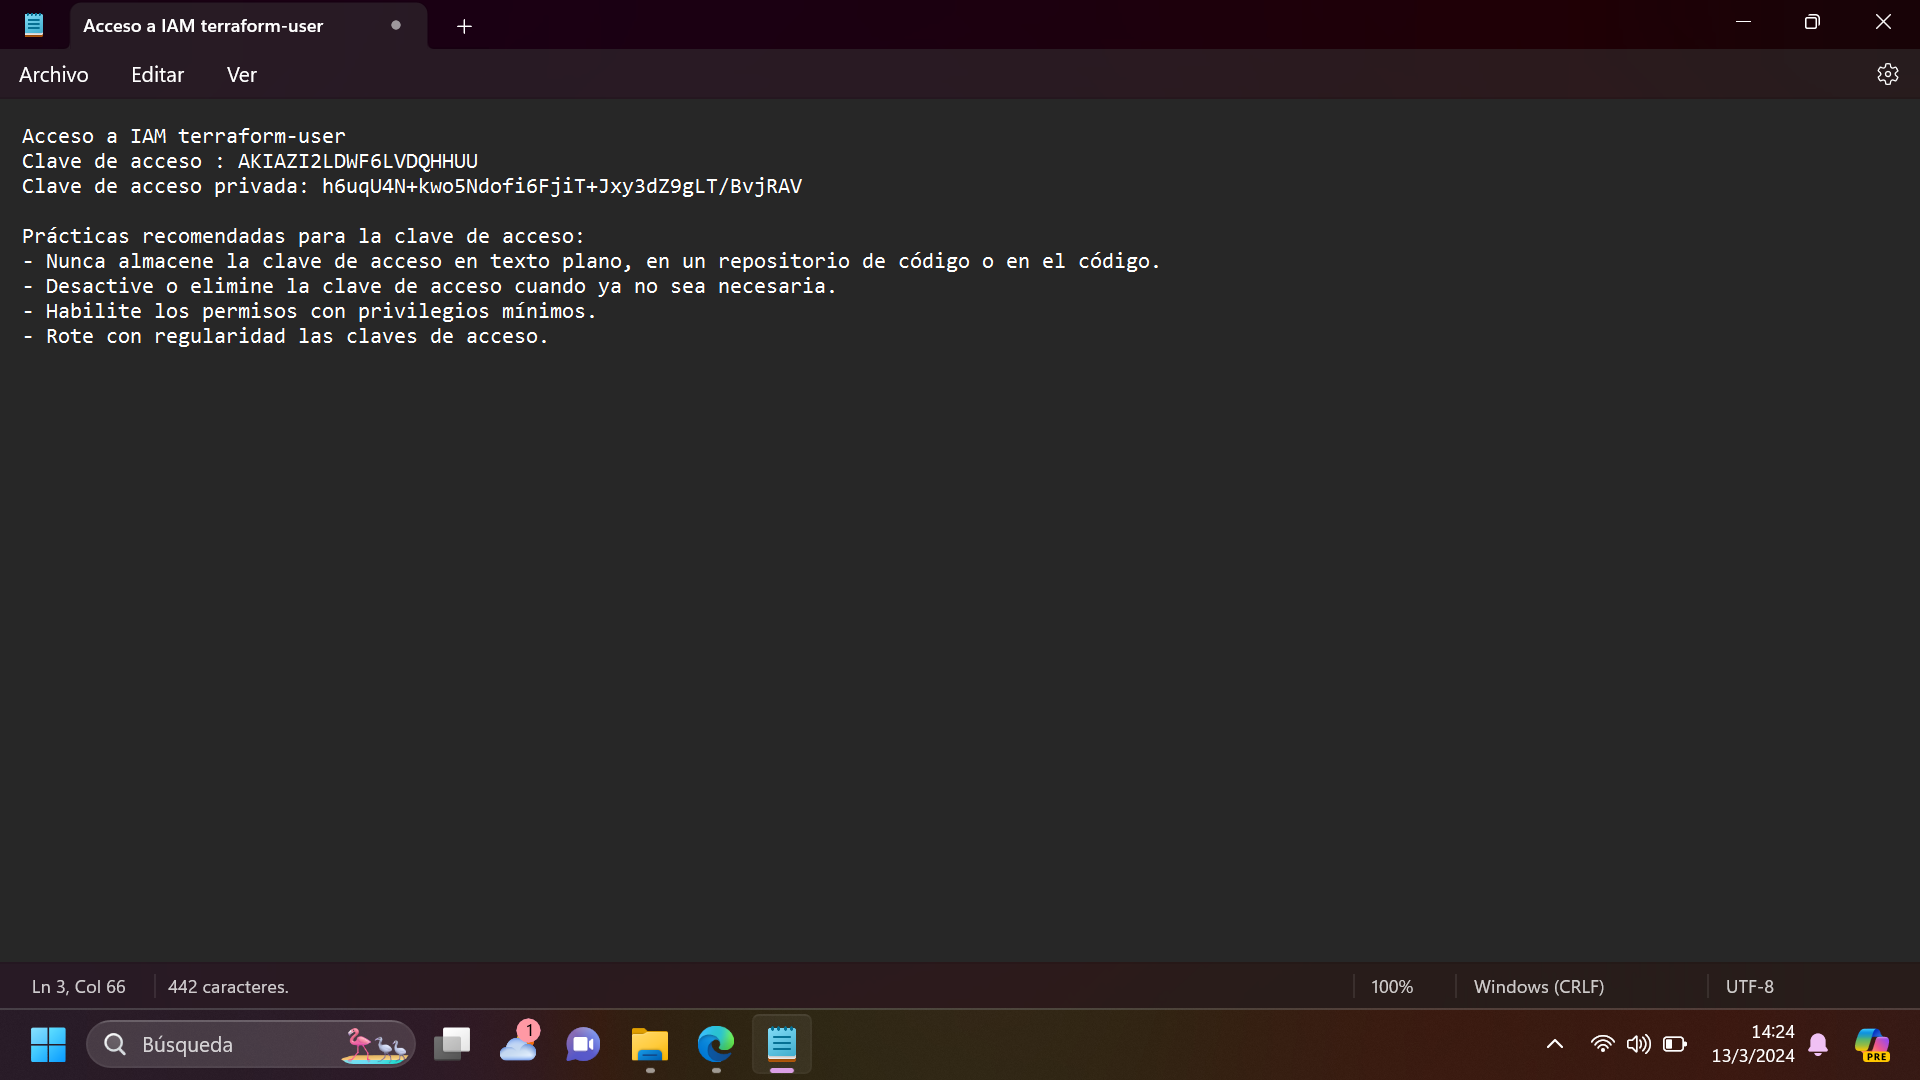 Acceso a IAM terraform-user
Archivo Editar Ver
Acceso a IAM terraform-user
Clave de acceso : AKIAZI2LDWF6LVDQHHUU
Clave de acceso privada: h6uqU4N+kwo5Ndofi6FjiT+Jxy3dZ9gLT/BvjRAV
Prácticas recomendadas para la clave de acceso:
- Nunca almacene la clave de acceso en texto plano, en un repositorio de código o en el código.
- Desactive o elimine la clave de acceso cuando ya no sea necesaria.
- Habilite los permisos con privilegios mínimos.
- Rote con regularidad las claves de acceso.
Ln 3, Col 66 442 caracteres. 100% Windows (CRLF) UTF-8
Búsqueda 1 14:24
13/3/2024 PRE